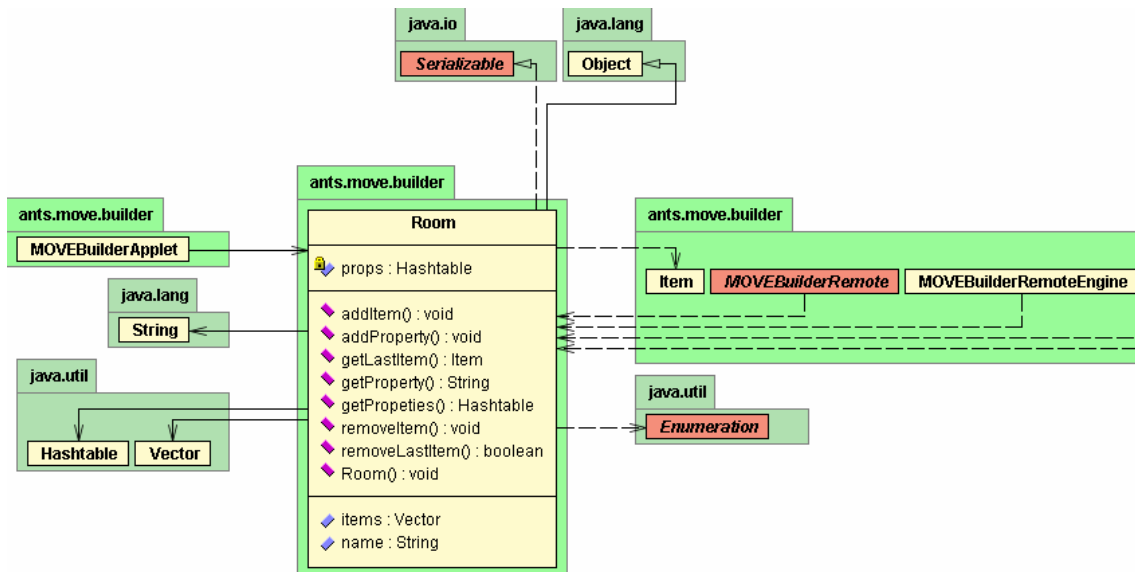 java.io
Serializable
java.lang
Object
ants.move.builder
MOVEBuilderApplet
java.lang
String
java.util
Hashtable
Vector
ants.move.builder
Room
props : Hashtable
addItem() : void
addProperty() : void
getLastItem() : Item
getProperty() : String
getPropeties() : Hashtable
removeItem() : void
removeLastItem() : boolean
Room() : void
items : Vector
name : String
ants.move.builder
Item
MOVEBuilderRemote
MOVEBuilderRemoteEngine
java.util
Enumeration